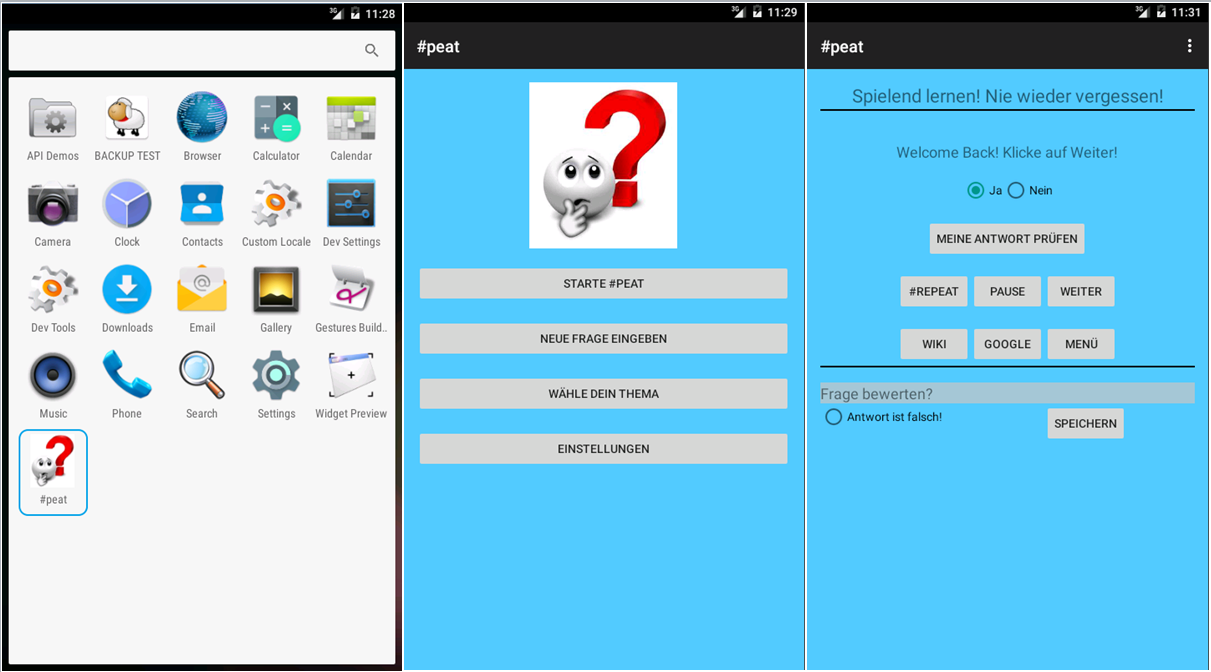 3G 11:28
API Demos BACKUP TEST Browser Calculator Calendar
Camera Clock Contacts Custom Locale Dev Settings
Dev Tools Downloads Email Gallery Gestures Build..
Music Phone Search Settings Widget Preview
#peat
3G 11:29
#peat
STARTE #PEAT
NEUE FRAGE EINGEBEN
WÄHLE DEIN THEMA
EINSTELLUNGEN
3G 11:31
#peat
Spielend lernen! Nie wieder vergessen!
Welcome Back! Klicke auf Weiter!
Ja Nein
MEINE ANTWORT PRÜFEN
#REPEAT PAUSE WEITER
WIKI GOOGLE MENÜ
Frage bewerten?
Antwort ist falsch! SPEICHERN